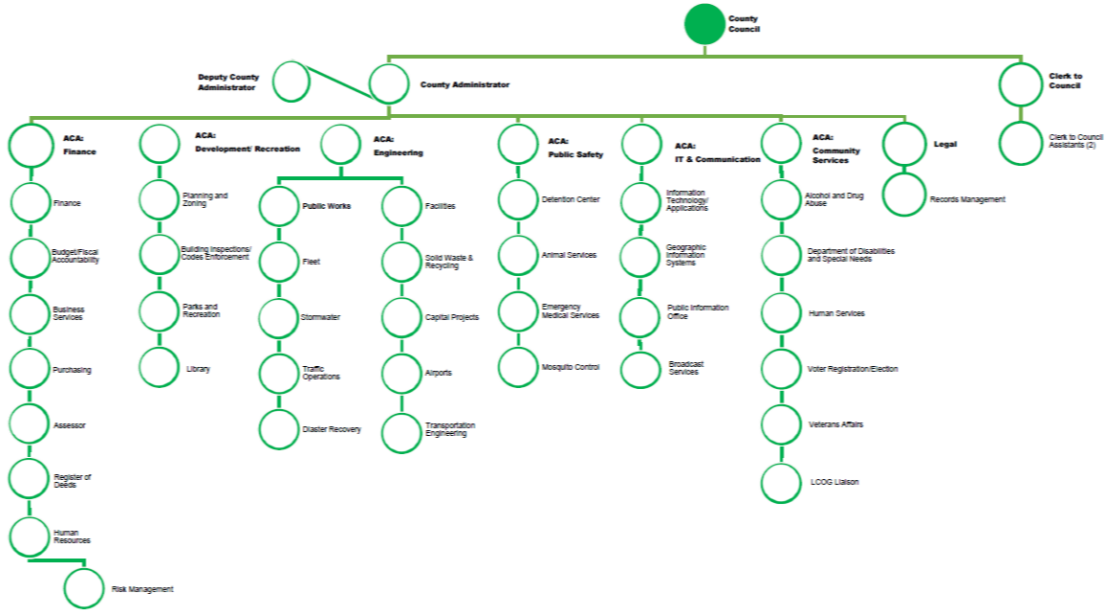 County
Council
Deputy County
Administrator
County Administrator
Clerk to
Council
Clerk to Council
Assistants (2)
ACA:
Finance
Finance
Budget/Fiscal
Accountability
Business
Services
Purchasing
Assessor
Register of
Deeds
Human
Resources
Risk Management
ACA:
Development/ Recreation
Planning and
Zoning
Building Inspections/
Codes Enforcement
Parks and
Recreation
Library
ACA:
Engineering
Public Works
Fleet
Stormwater
Traffic
Operations
Diaster Recovery
Facilities
Solid Waste &
Recycling
Capital Projects
Airports
Transportation
Engineering
ACA:
Public Safety
Detention Center
Animal Services
Emergency
Medical Services
Mosquito Control
ACA:
IT & Communication
Information
Technology/
Applications
Geographic
Information
Systems
Public Information
Office
Broadcast
Services
ACA:
Community
Services
Alcohol and Drug
Abuse
Department of Disabilities
and Special Needs
Human Services
Voter Registration/Election
Veterans Affairs
LCOG Liaison
Legal
Records Management